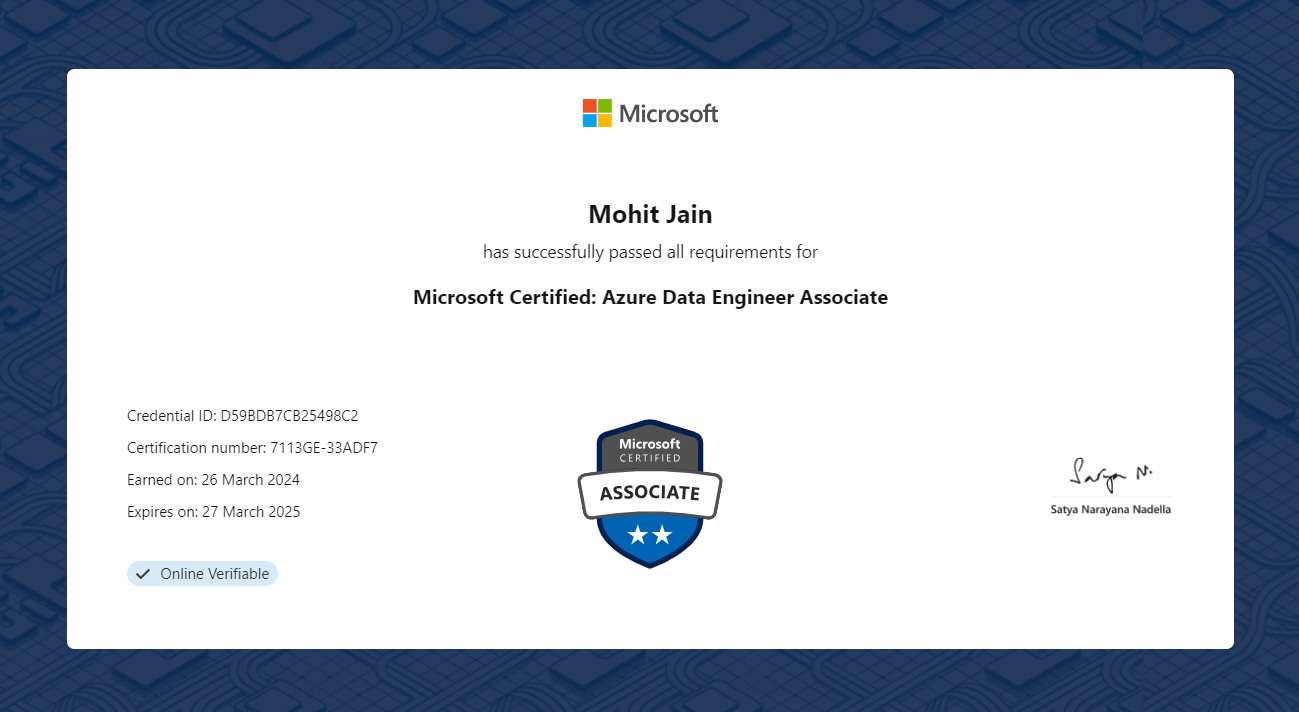 Microsoft
Mohit Jain
has successfully passed all requirements for
Microsoft Certified: Azure Data Engineer Associate
Credential ID: D59BDB7CB25498C2
Certification number: 7113GE-33ADF7
Earned on: 26 March 2024
Expires on: 27 March 2025
Online Verifiable
Microsoft
CERTIFIED
ASSOCIATE
Satya N.
Satya Narayana Nadella